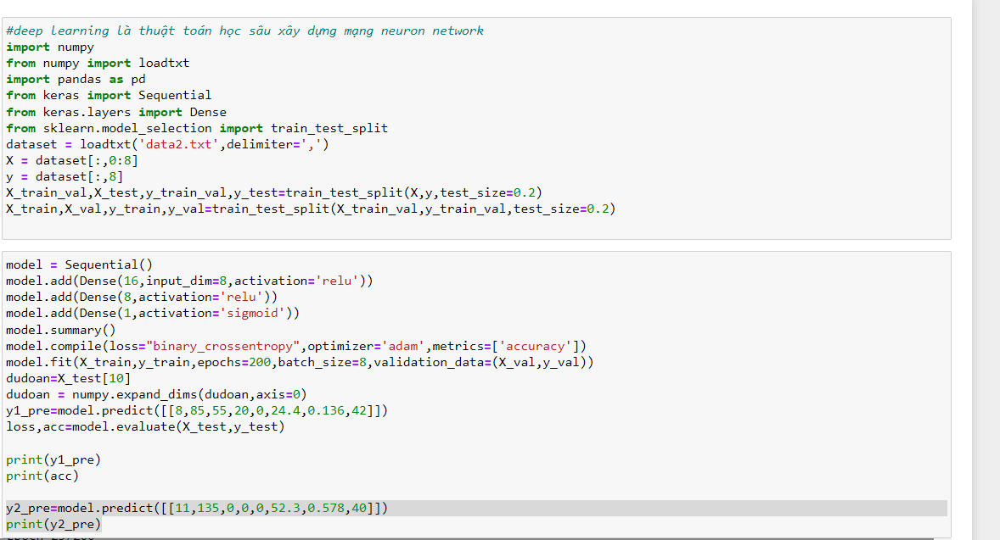 #deep learning là thuật toán học sâu xây dựng mạng neuron network
import numpy
from numpy import loadtxt
import pandas as pd
from keras import Sequential
from keras.layers import Dense
from sklearn.model_selection import train_test_split
dataset = loadtxt('data2.txt',delimiter=',')
X = dataset[:,0:8]
y = dataset[:,8]
X_train_val,X_test,y_train_val,y_test=train_test_split(X,y,test_size=0.2)
X_train,X_val,y_train,y_val=train_test_split(X_train_val,y_train_val,test_size=0.2)
model = Sequential()
model.add(Dense(16,input_dim=8,activation='relu'))
model.add(Dense(8,activation='relu'))
model.add(Dense(1,activation='sigmoid'))
model.summary()
model.compile(loss="binary_crossentropy",optimizer='adam',metrics=['accuracy'])
model.fit(X_train,y_train,epochs=200,batch_size=8,validation_data=(X_val,y_val))
dudoan=X_test[10]
dudoan = numpy.expand_dims(dudoan,axis=0)
y1_pre=model.predict([[8,85,55,20,0,24.4,0.136,42]])
loss,acc=model.evaluate(X_test,y_test)
print(y1_pre)
print(acc)
y2_pre=model.predict([[11,135,0,0,0,52.3,0.578,40]])
print(y2_pre)